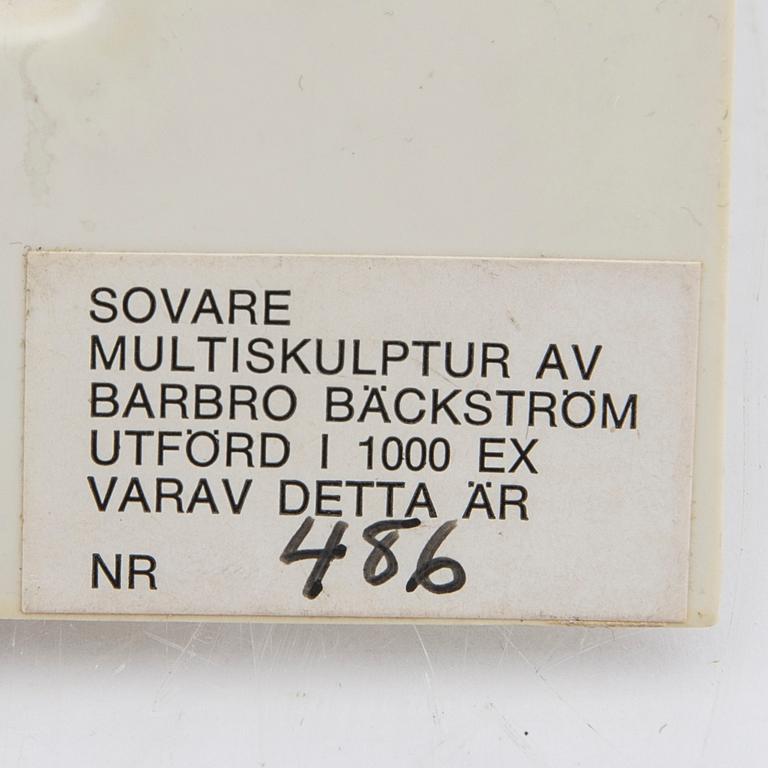 SOVARE
MULTISKULPTUR AV
BARBRO BÄCKSTRÖM
UTFÖRD I 1000 EX
VARAV DETTA ÄR
NR 486